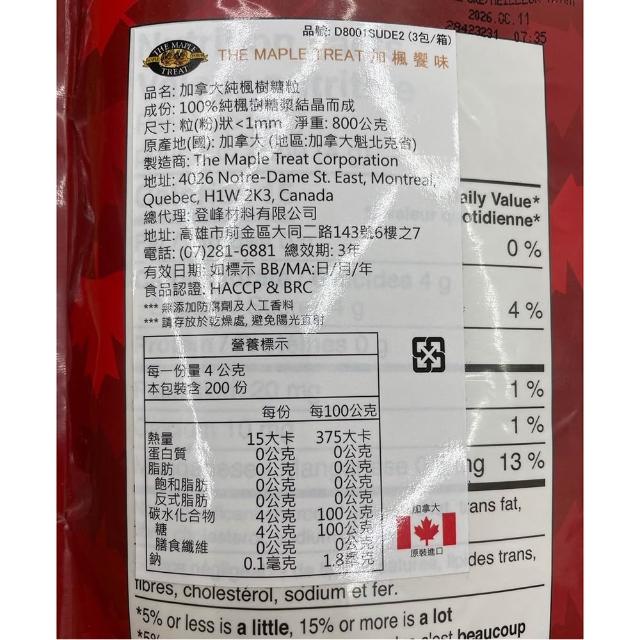 2026.CC.11
28423231 07:35
品號: D8001SUDE2 (3包/箱)
THE MAPLE
TREAT
THE MAPLE TREAT 加楓饗味
品名: 加拿大純楓樹糖粒
成份: 100%純楓樹糖漿結晶而成
尺寸: 粒(粉)狀<1mm 淨重: 800公克
原產地(國): 加拿大 (地區:加拿大魁北克省)
製造商: The Maple Treat Corporation
地址: 4026 Notre-Dame St. East, Montreal,
Quebec, H1W 2K3, Canada
總代理: 登峰材料有限公司
地址: 高雄市前金區大同二路143號6樓之7
電話: (07)281-6881 總效期: 3年
有效日期: 如標示 BB/MA:日/月/年
食品認證: HACCP & BRC
*** 無添加防腐劑及人工香料
*** 請存放於乾燥處, 避免陽光直射
營養標示
每一份量 4 公克
本包裝含 200 份
每份 每100公克
熱量 15大卡 375大卡
蛋白質 0公克 0公克
脂肪 0公克 0公克
飽和脂肪 0公克 0公克
反式脂肪 0公克 0公克
碳水化合物 4公克 100公克
糖 4公克 100公克
膳食纖維 0公克 0公克
鈉 0.1毫克 1.8毫克
加拿大
原裝進口
aily Value*
otidienne*
0 %
4 %
1 %
1 %
mg 13 %
rans fat,
des trans,
fibres, cholestérol, sodium et fer.
*5% or less is a little, 15% or more is a lot
c'est beaucoup